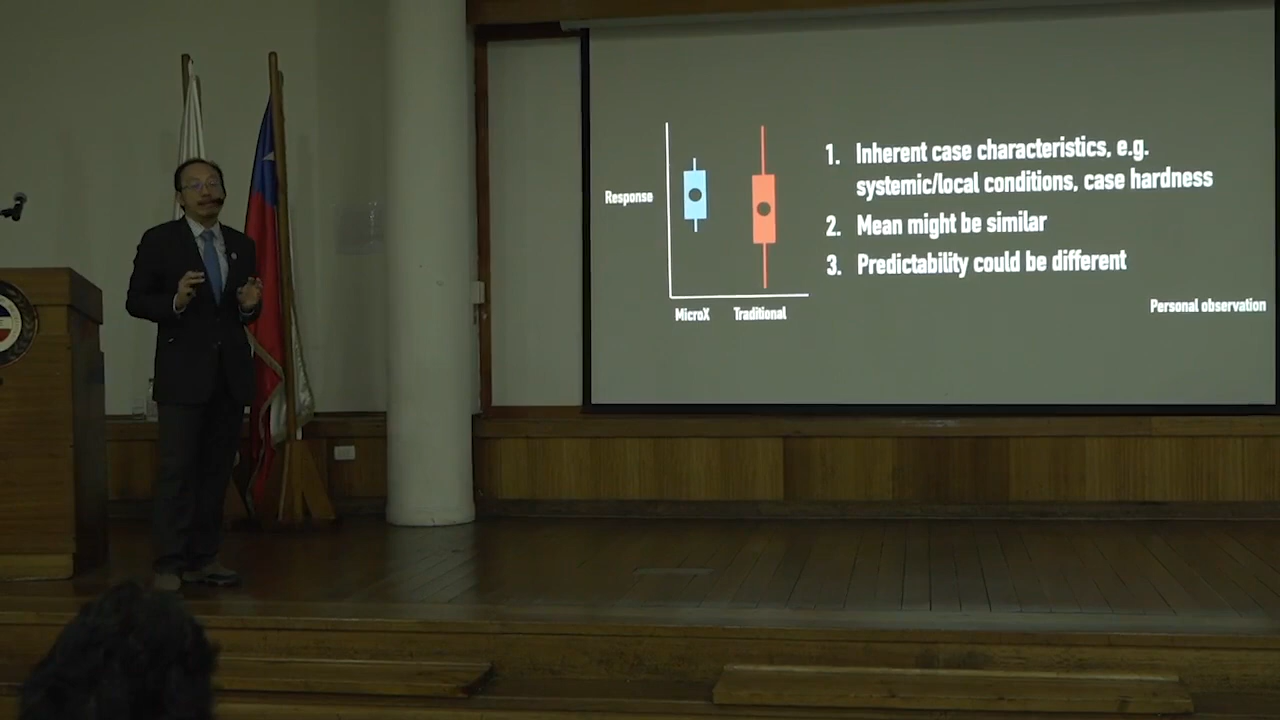 Response
MicroX
Traditional
1. Inherent case characteristics, e.g.
systemic/local conditions, case hardness
2. Mean might be similar
3. Predictability could be different
Personal observation